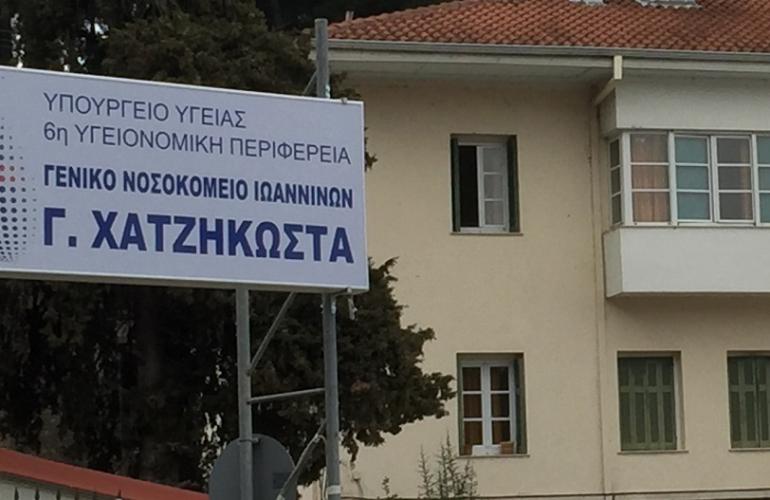 ΥΠΟΥΡΓΕΙΟ ΥΓΕΙΑΣ
6η ΥΓΕΙΟΝΟΜΙΚΗ ΠΕΡΙΦΕΡΕΙΑ
ΓΕΝΙΚΟ ΝΟΣΟΚΟΜΕΙΟ ΙΩΑΝΝΙΝΩΝ
Γ. ΧΑΤΖΗΚΩΣΤΑ